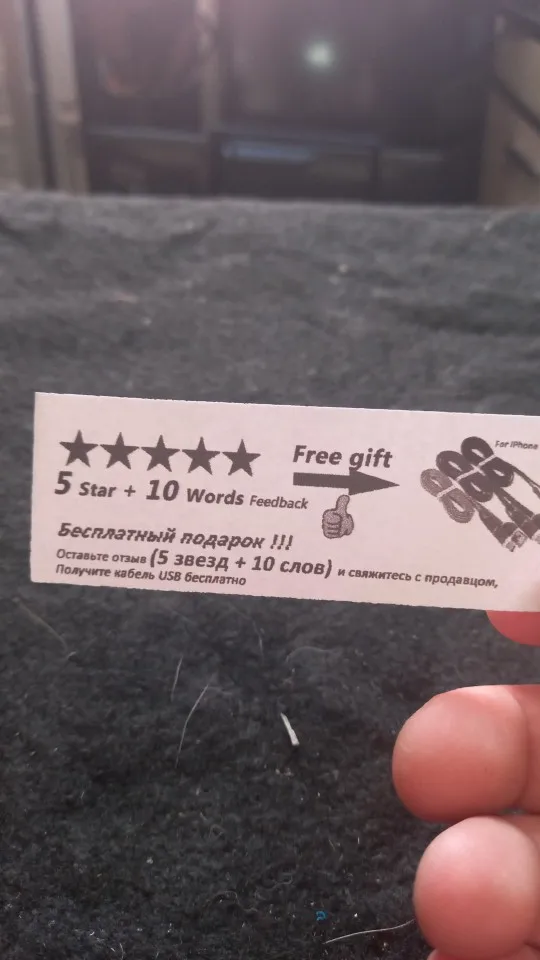 ★★★★★
Free gift
For iPhone
5 Star + 10 Words Feedback
Бесплатный подарок !!!
Оставьте отзыв (5 звезд + 10 слов) и свяжитесь с продавцом,
Получите кабель USB бесплатно